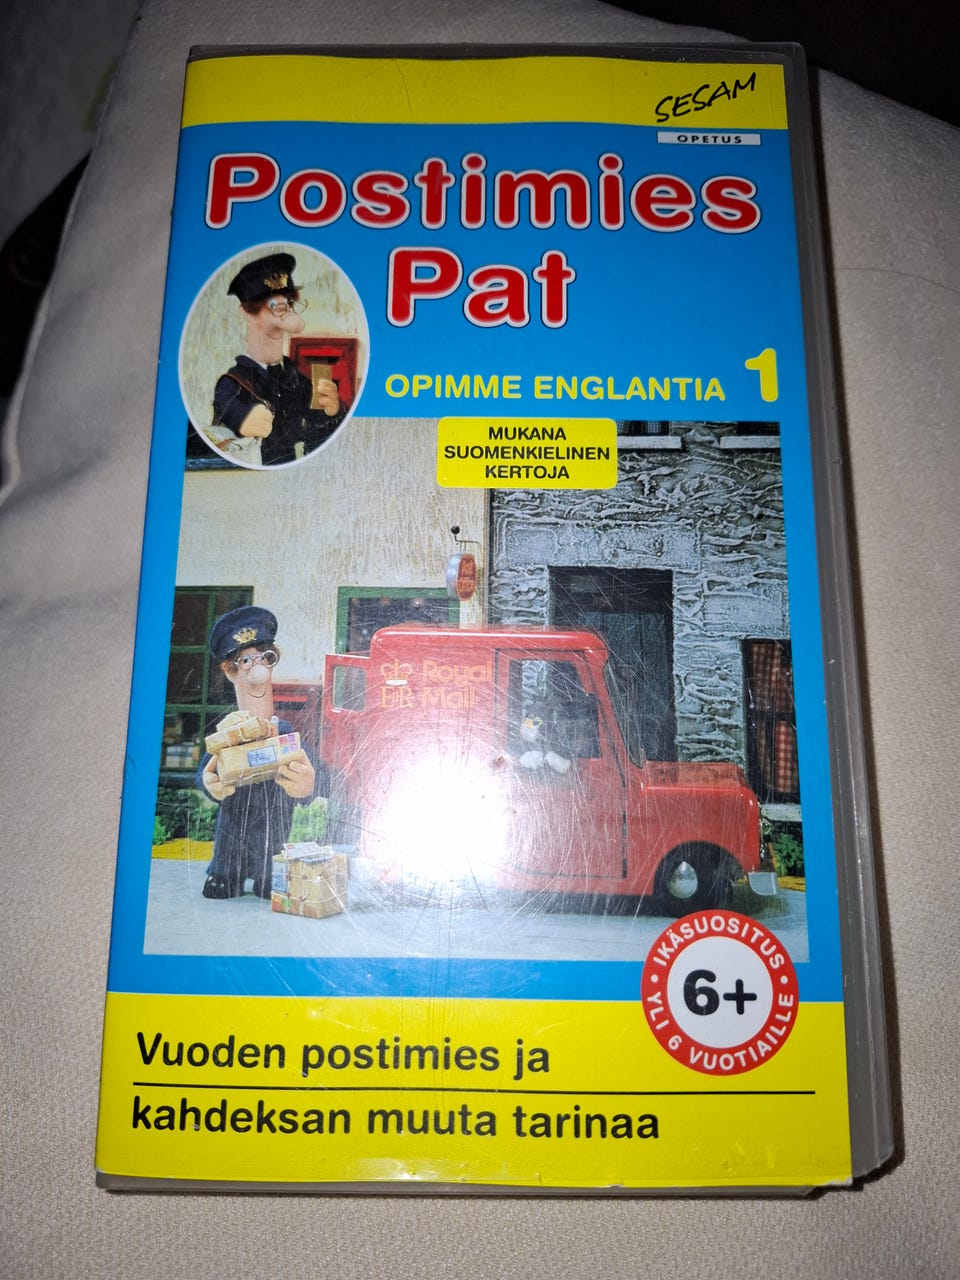 SESAM
OPETUS
Postimies
Pat
OPIMME ENGLANTIA 1
MUKANA
SUOMENKIELINEN
KERTOJA
Royal
Mail
IKÄSUOSITUS
6+
YLI 6 VUOTIAILLE
Vuoden postimies ja
kahdeksan muuta tarinaa